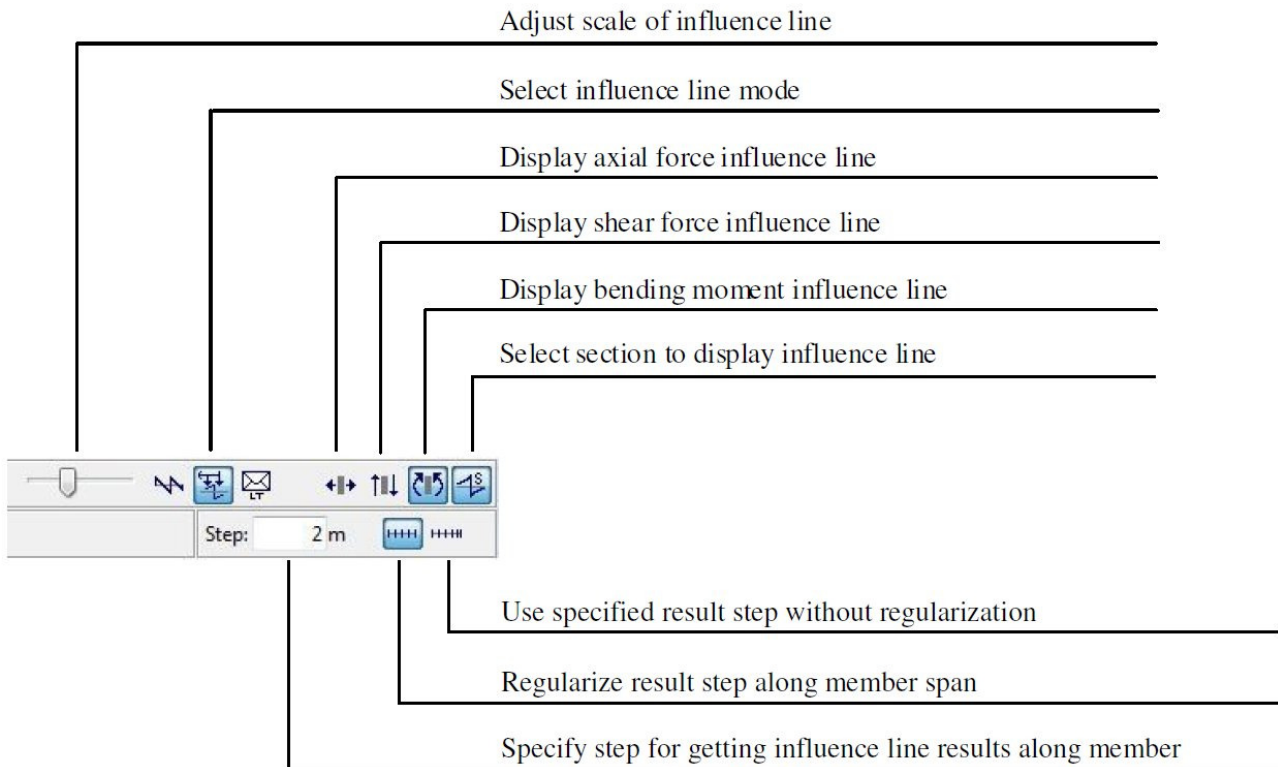 Adjust scale of influence line
Select influence line mode
Display axial force influence line
Display shear force influence line
Display bending moment influence line
Select section to display influence line
LT
S
Step: 2 m
Use specified result step without regularization
Regularize result step along member span
Specify step for getting influence line results along member